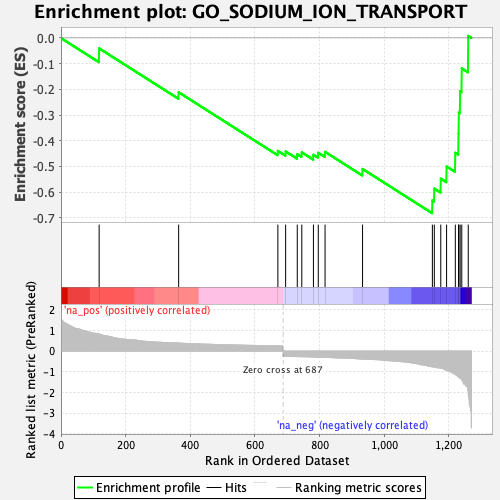 Enrichment plot: GO_SODIUM_ION_TRANSPORT
Enrichment score (ES)
0.0
-0.1
-0.2
-0.3
-0.4
-0.5
-0.6
-0.7
'na_pos' (positively correlated)
Ranked list metric (PreRanked)
2
1
0
-1
-2
-3
-4
Zero cross at 687
'na_neg' (negatively correlated)
0 200 400 600 800 1,000 1,200
Rank in Ordered Dataset
Enrichment profile Hits Ranking metric scores